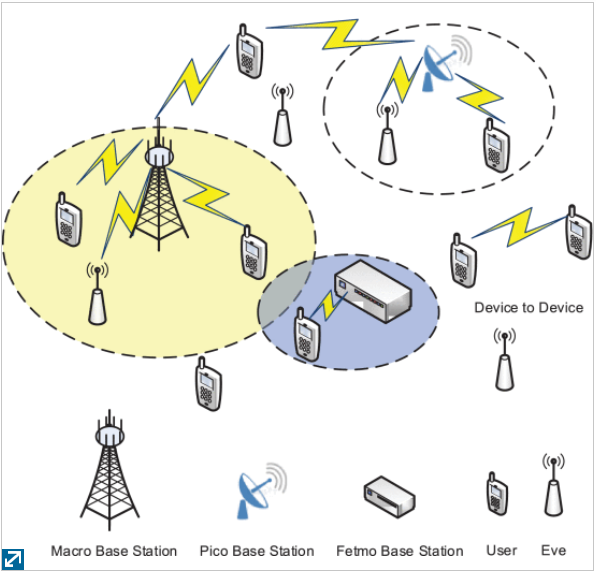 Device to Device
Macro Base Station Pico Base Station Fetmo Base Station User Eve